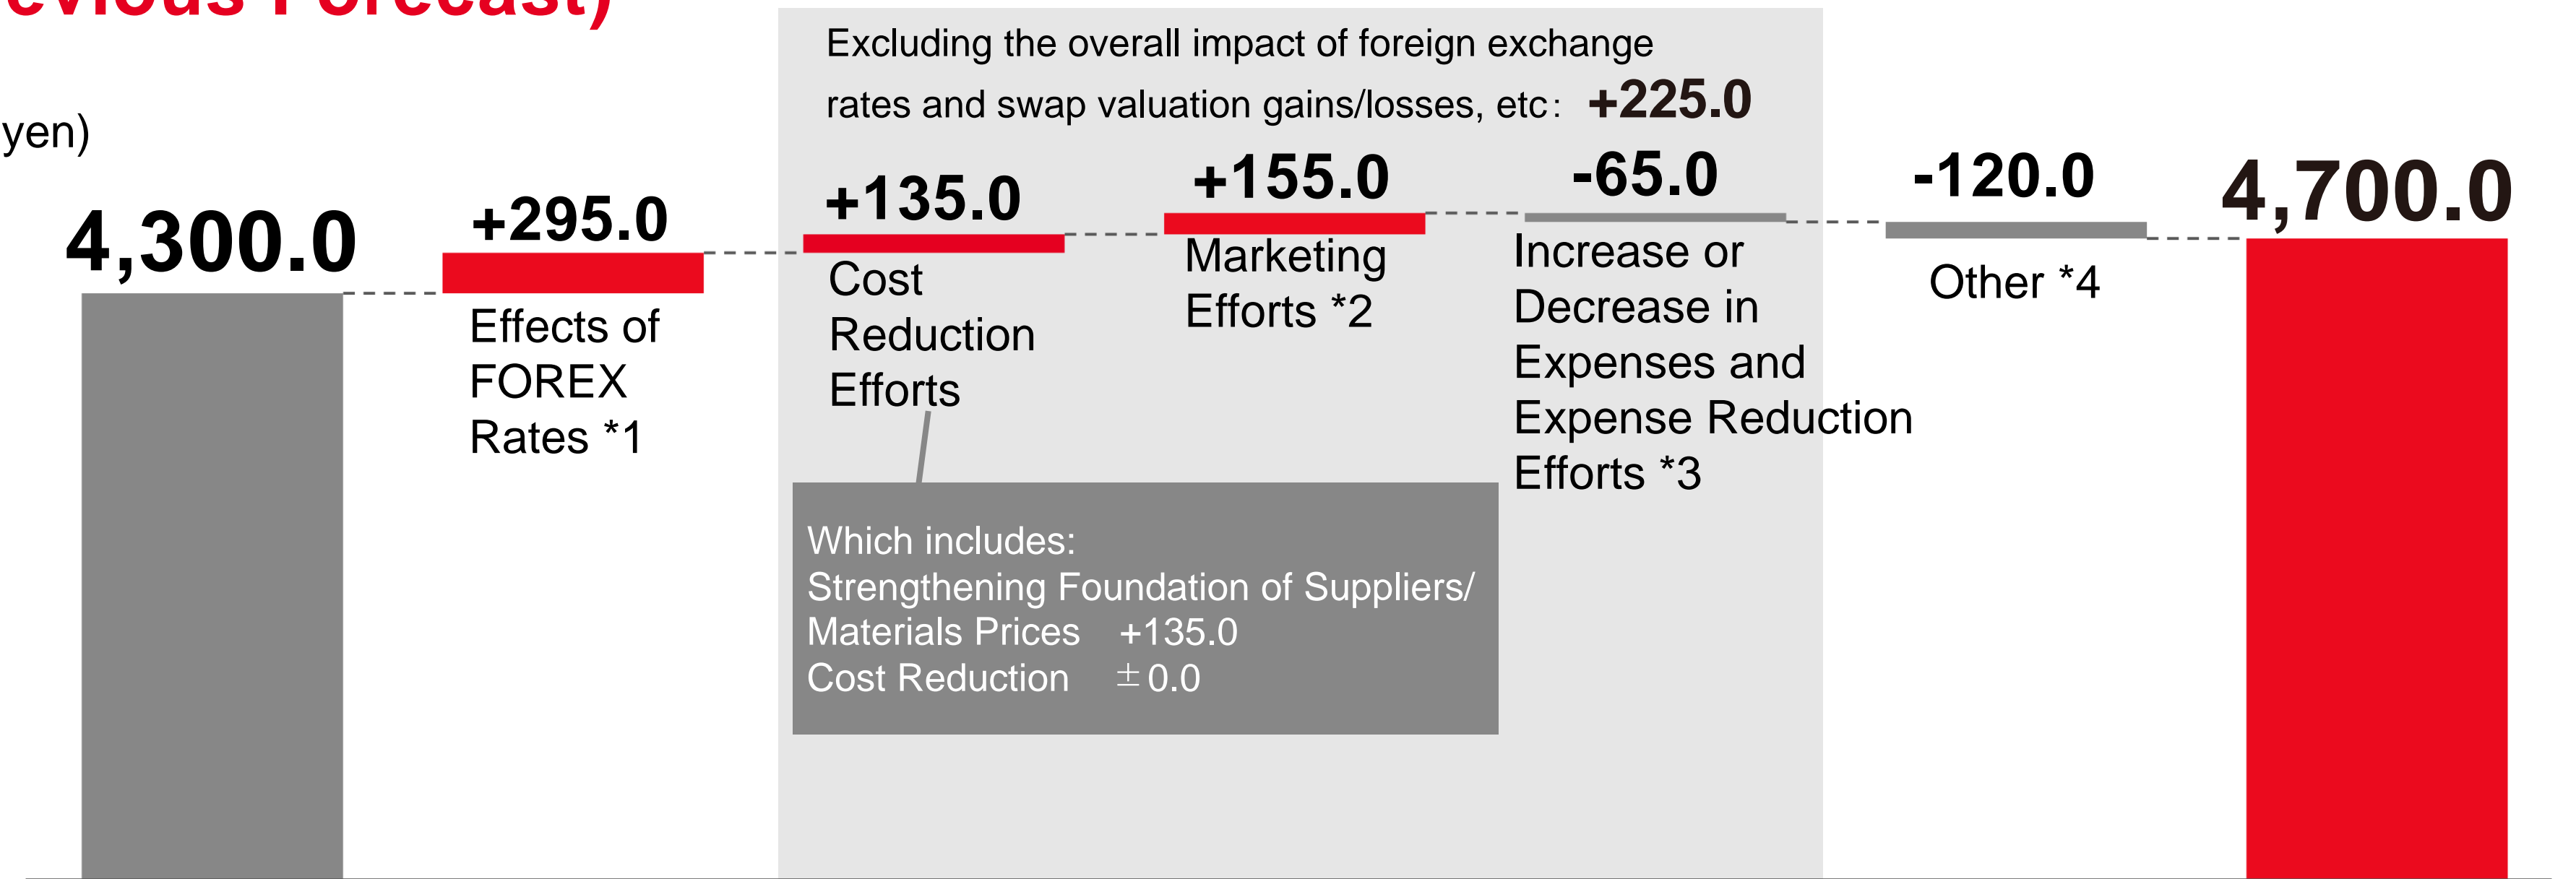 Forecast)
Excluding the overall impact of foreign exchange
rates and swap valuation gains/losses, etc: +225.0
yen)
4,300.0
+295.0
Effects of
FOREX
Rates *1
+135.0
Cost
Reduction
Efforts
+155.0
Marketing
Efforts *2
-65.0
Increase or
Decrease in
Expenses and
Expense Reduction
Efforts *3
-120.0
Other *4
4,700.0
Which includes:
Strengthening Foundation of Suppliers/
Materials Prices +135.0
Cost Reduction ±0.0